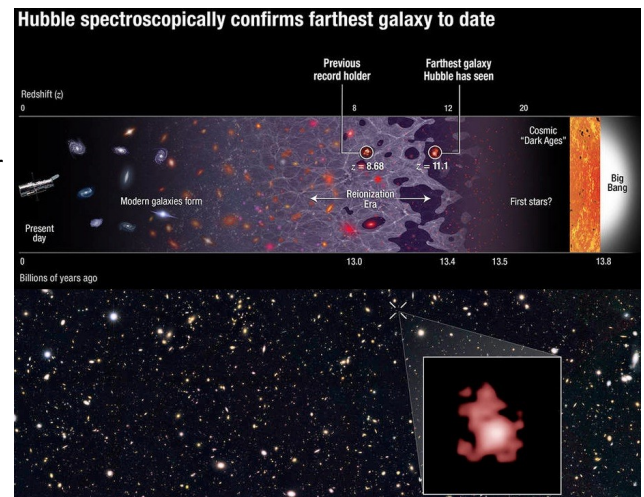 Hubble spectroscopically confirms farthest galaxy to date
Previous
record holder
Farthest galaxy
Hubble has seen
Redshift (z)
0
8
12
20
Cosmic
"Dark Ages"
z = 8.68
z = 11.1
Modern galaxies form
Reionization
Era
First stars?
Big
Bang
Present
day
0
13.0
13.4
13.5
13.8
Billions of years ago